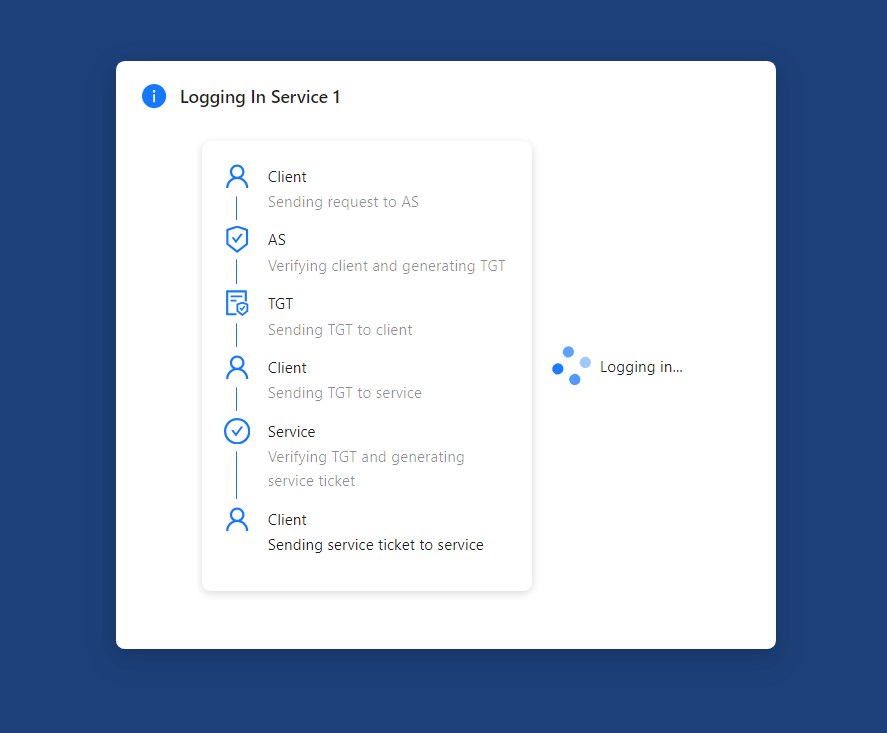 Logging In Service 1
Client
Sending request to AS
AS
Verifying client and generating TGT
TGT
Sending TGT to client
Client
Sending TGT to service
Service
Verifying TGT and generating
service ticket
Client
Sending service ticket to service
Logging in...